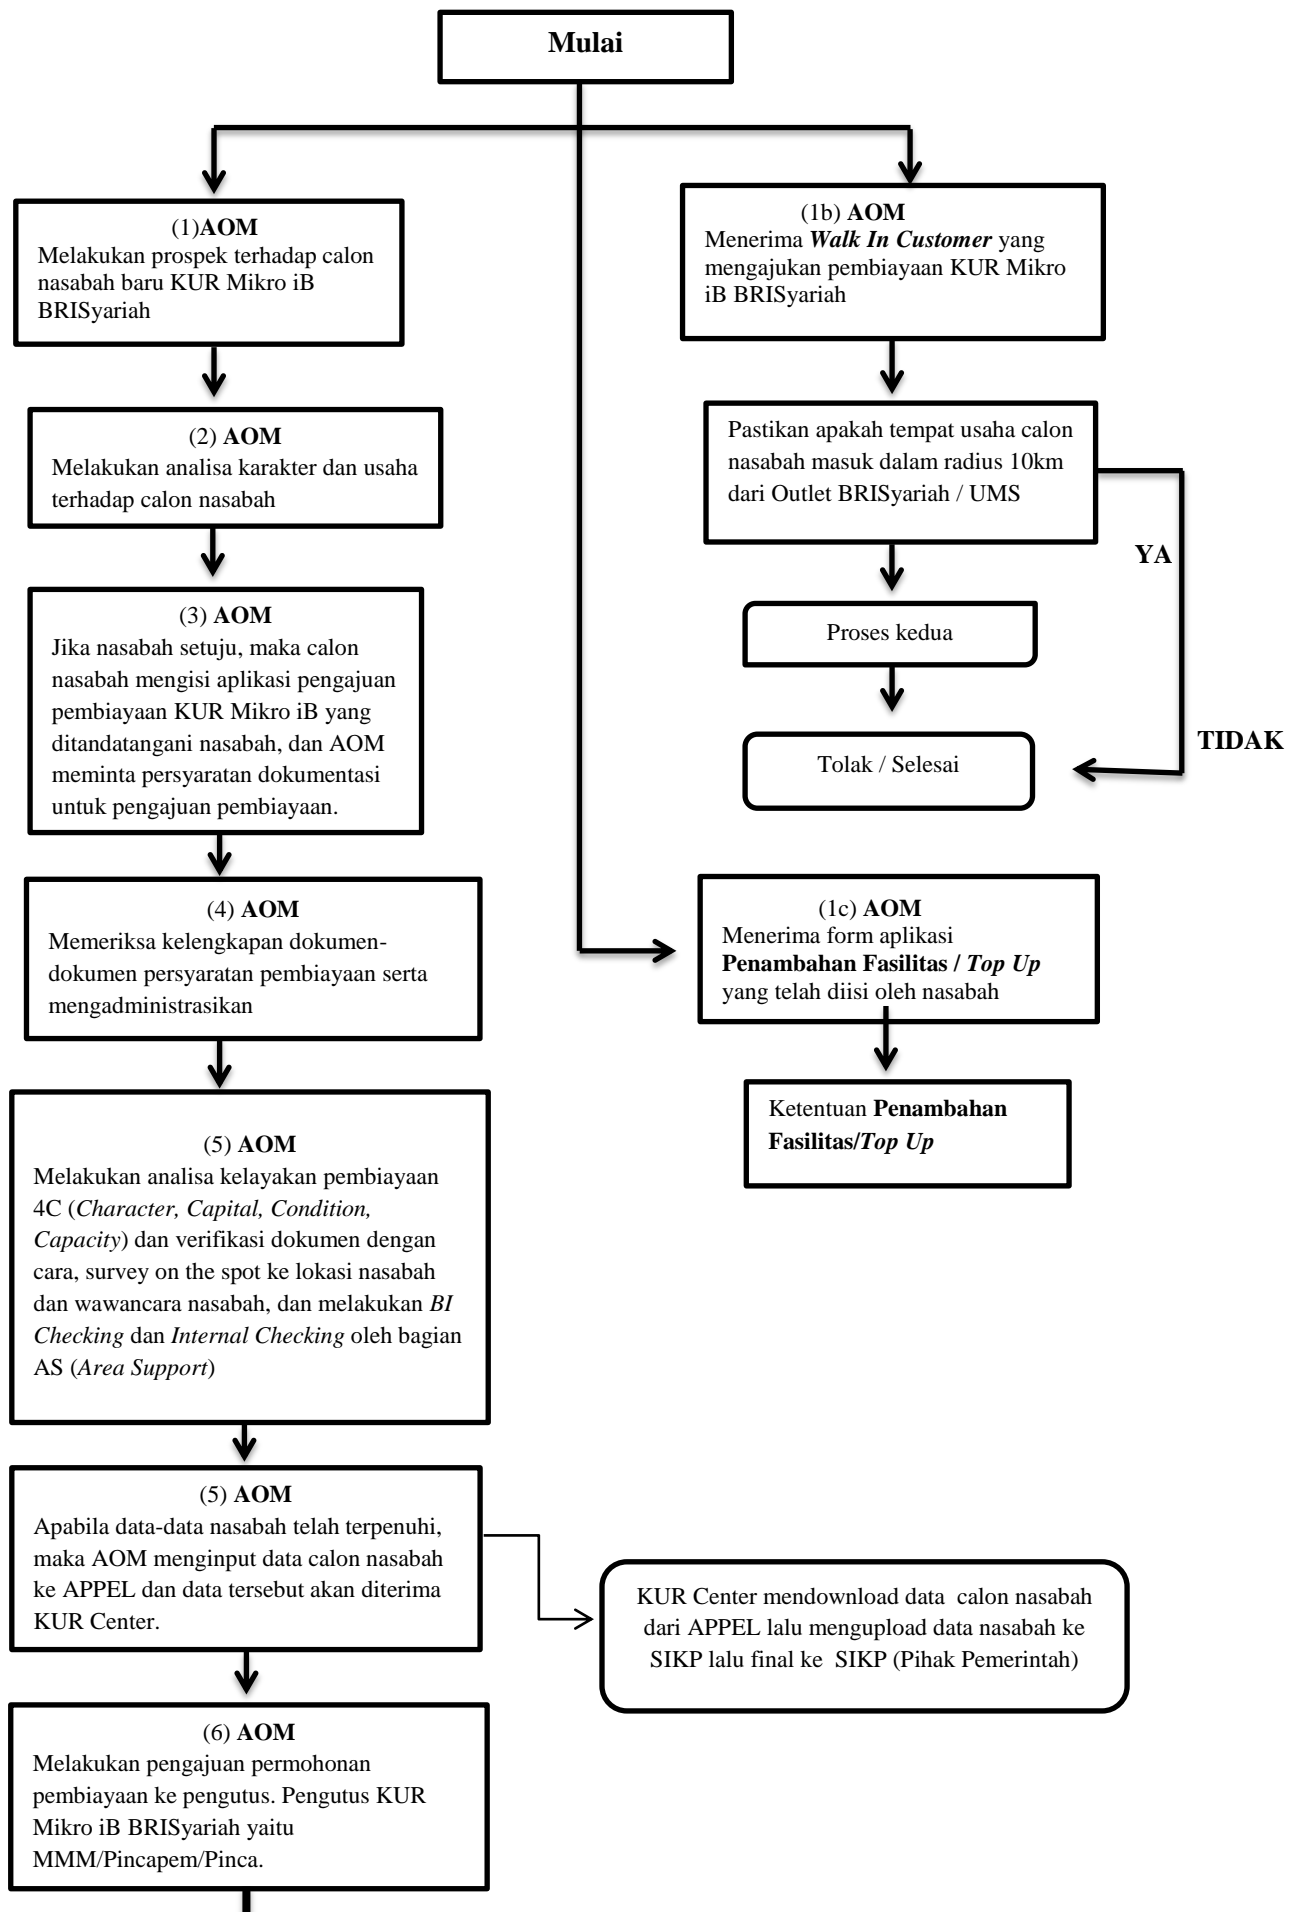 Mulai
(1)AOM
Melakukan prospek terhadap calon
nasabah baru KUR Mikro iB
BRISyariah
(2) AOM
Melakukan analisa karakter dan usaha
terhadap calon nasabah
(3) AOM
Jika nasabah setuju, maka calon
nasabah mengisi aplikasi pengajuan
pembiayaan KUR Mikro iB yang
ditandatangani nasabah, dan AOM
meminta persyaratan dokumentasi
untuk pengajuan pembiayaan.
(4) AOM
Memeriksa kelengkapan dokumen-
dokumen persyaratan pembiayaan serta
mengadministrasikan
(5) AOM
Melakukan analisa kelayakan pembiayaan
4C (Character, Capital, Condition,
Capacity) dan verifikasi dokumen dengan
cara, survey on the spot ke lokasi nasabah
dan wawancara nasabah, dan melakukan BI
Checking dan Internal Checking oleh bagian
AS (Area Support)
(5) AOM
Apabila data-data nasabah telah terpenuhi,
maka AOM menginput data calon nasabah
ke APPEL dan data tersebut akan diterima
KUR Center.
KUR Center mendownload data calon nasabah
dari APPEL lalu mengupload data nasabah ke
SIKP lalu final ke SIKP (Pihak Pemerintah)
(6) AOM
Melakukan pengajuan permohonan
pembiayaan ke pengutus. Pengutus KUR
Mikro iB BRISyariah yaitu
MMM/Pincapem/Pinca.
(1b) AOM
Menerima Walk In Customer yang
mengajukan pembiayaan KUR Mikro
iB BRISyariah
Pastikan apakah tempat usaha calon
nasabah masuk dalam radius 10km
dari Outlet BRISyariah / UMS
YA
Proses kedua
TIDAK
Tolak / Selesai
(1c) AOM
Menerima form aplikasi
Penambahan Fasilitas / Top Up
yang telah diisi oleh nasabah
Ketentuan Penambahan
Fasilitas/Top Up